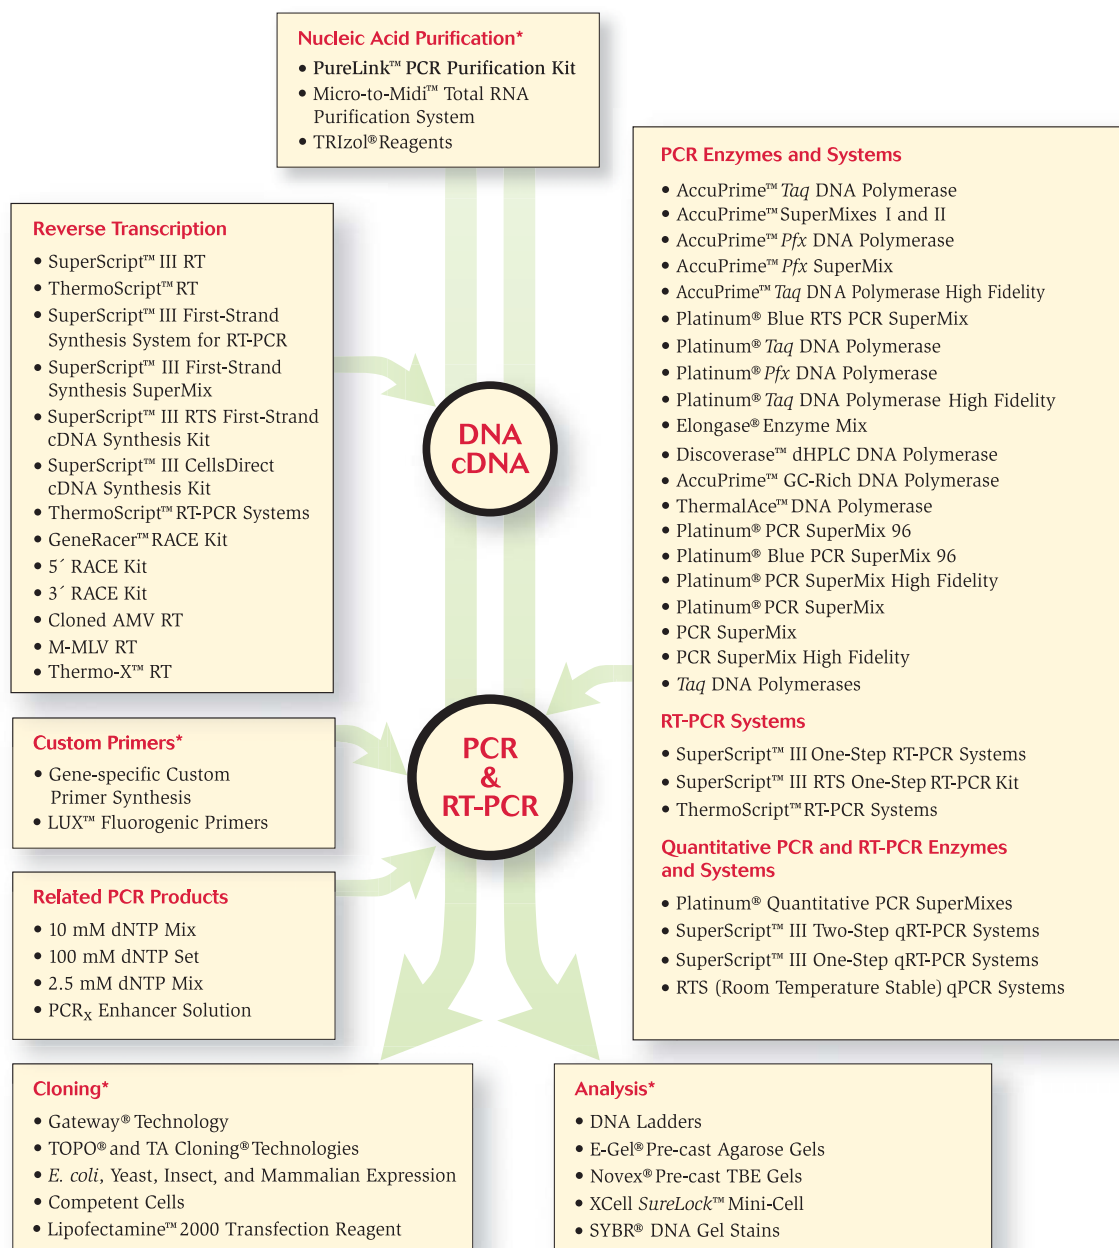 Nucleic Acid Purification*
• PureLink™ PCR Purification Kit
• Micro-to-Midi™ Total RNA
Purification System
• TRIzol® Reagents
Reverse Transcription
• SuperScript™ III RT
• ThermoScript™ RT
• SuperScript™ III First-Strand
Synthesis System for RT-PCR
• SuperScript™ III First-Strand
Synthesis SuperMix
• SuperScript™ III RTS First-Strand
cDNA Synthesis Kit
• SuperScript™ III CellsDirect
cDNA Synthesis Kit
• ThermoScript™ RT-PCR Systems
• GeneRacer™ RACE Kit
• 5´ RACE Kit
• 3´ RACE Kit
• Cloned AMV RT
• M-MLV RT
• Thermo-X™ RT
DNA
cDNA
PCR Enzymes and Systems
• AccuPrime™ Taq DNA Polymerase
• AccuPrime™ SuperMixes I and II
• AccuPrime™ Pfx DNA Polymerase
• AccuPrime™ Pfx SuperMix
• AccuPrime™ Taq DNA Polymerase High Fidelity
• Platinum® Blue RTS PCR SuperMix
• Platinum® Taq DNA Polymerase
• Platinum® Pfx DNA Polymerase
• Platinum® Taq DNA Polymerase High Fidelity
• Elongase® Enzyme Mix
• Discoverase™ dHPLC DNA Polymerase
• AccuPrime™ GC-Rich DNA Polymerase
• ThermalAce™ DNA Polymerase
• Platinum® PCR SuperMix 96
• Platinum® Blue PCR SuperMix 96
• Platinum® PCR SuperMix High Fidelity
• Platinum® PCR SuperMix
• PCR SuperMix
• PCR SuperMix High Fidelity
• Taq DNA Polymerases
RT-PCR Systems
• SuperScript™ III One-Step RT-PCR Systems
• SuperScript™ III RTS One-Step RT-PCR Kit
• ThermoScript™ RT-PCR Systems
Quantitative PCR and RT-PCR Enzymes
and Systems
• Platinum® Quantitative PCR SuperMixes
• SuperScript™ III Two-Step qRT-PCR Systems
• SuperScript™ III One-Step qRT-PCR Systems
• RTS (Room Temperature Stable) qPCR Systems
Custom Primers*
• Gene-specific Custom
Primer Synthesis
• LUX™ Fluorogenic Primers
PCR
&
RT-PCR
Related PCR Products
• 10 mM dNTP Mix
• 100 mM dNTP Set
• 2.5 mM dNTP Mix
• PCRx Enhancer Solution
Cloning*
• Gateway® Technology
• TOPO® and TA Cloning® Technologies
• E. coli, Yeast, Insect, and Mammalian Expression
• Competent Cells
• Lipofectamine™ 2000 Transfection Reagent
Analysis*
• DNA Ladders
• E-Gel® Pre-cast Agarose Gels
• Novex® Pre-cast TBE Gels
• XCell SureLock™ Mini-Cell
• SYBR® DNA Gel Stains